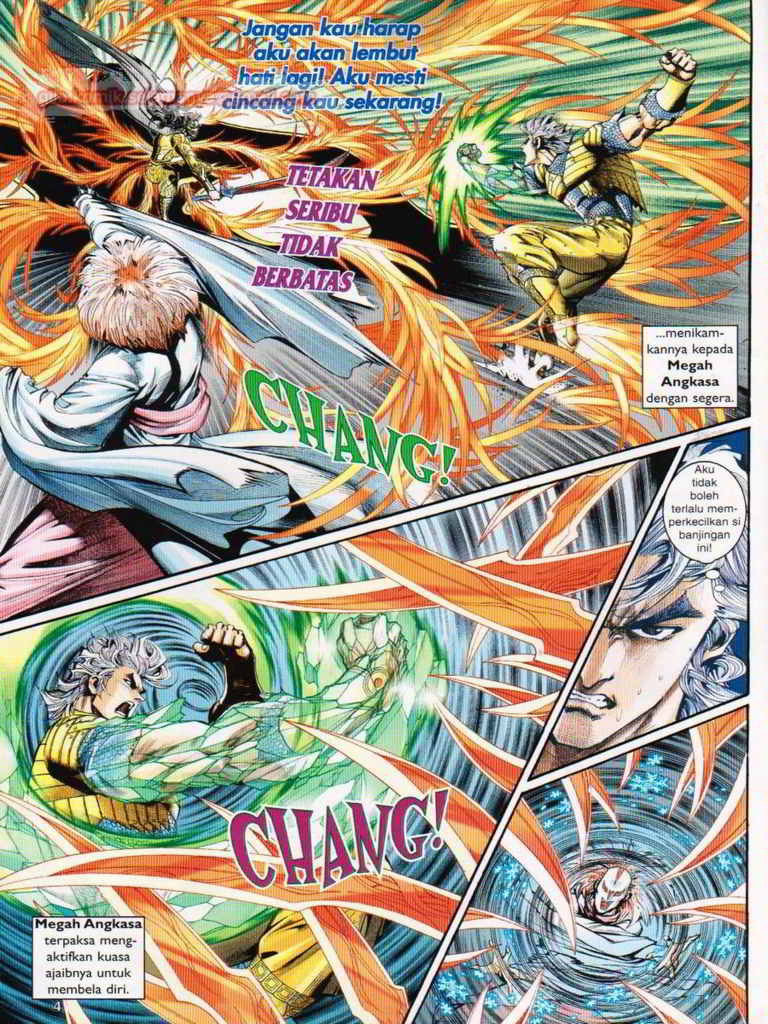 Jangan kau harap
aku akan lembut
hati lagi! Aku mesti
cincang kau sekarang!
TETAKAN
SERIBU
TIDAK
BERBATAS
...menikam-
kannya kepada
Megah
Angkasa
dengan segera.
CHANG!
Aku
tidak
boleh
terlalu mem-
perkecilkan si
banjingan
ini!
CHANG!
Megah Angkasa
terpaksa meng-
aktifkan kuasa
ajaibnya untuk
membela diri.
4